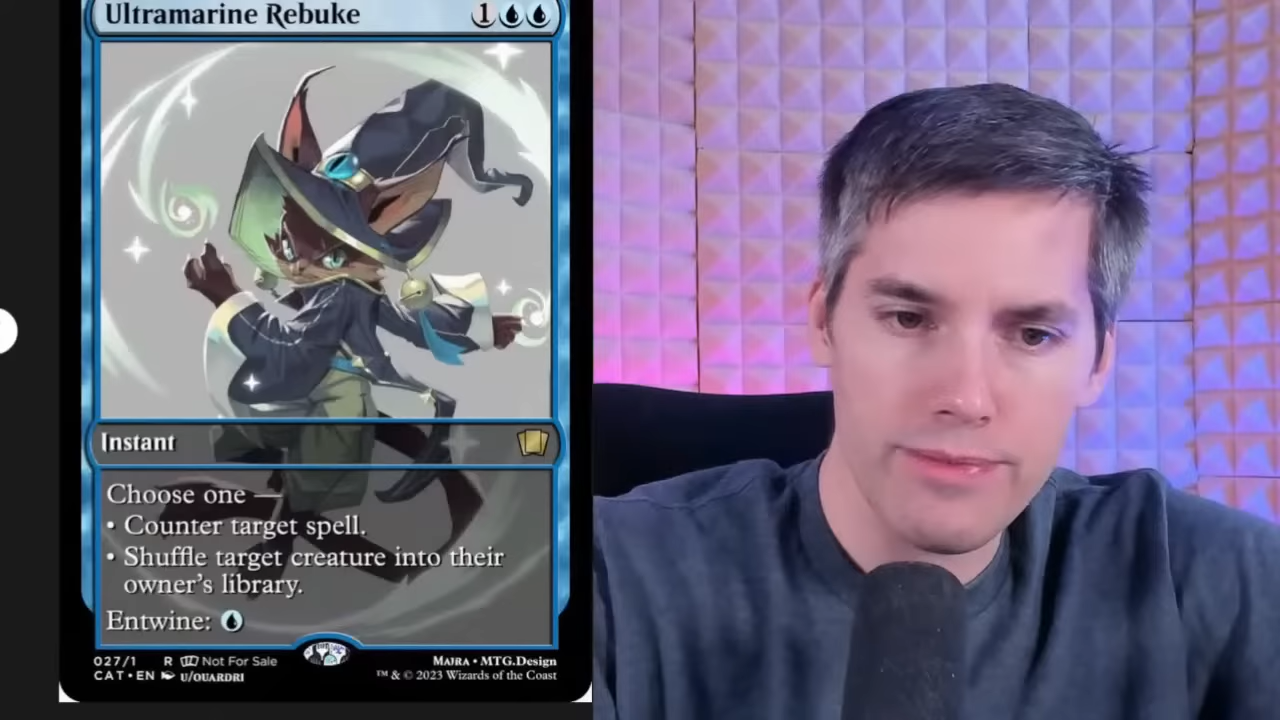 Ultramarine Rebuke 1
Instant
Choose one —
• Counter target spell.
• Shuffle target creature into their
owner's library.
Entwine:
027/1 R Not For Sale
CAT • EN U/OUARDRI
MAJRA • MTG.Design
™ & © 2023 Wizards of the Coast